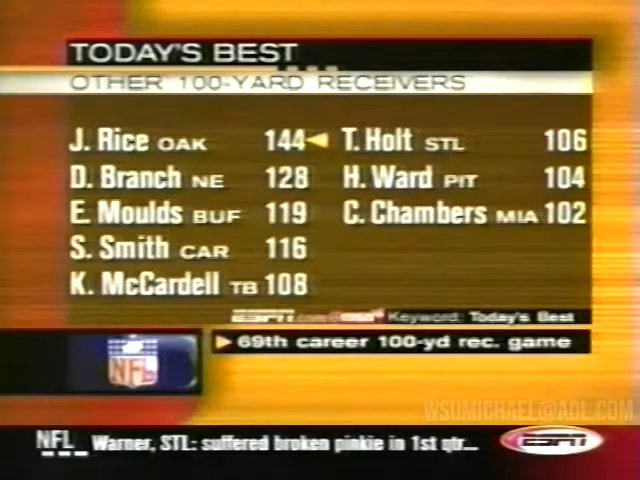 TODAY'S BEST
OTHER 100-YARD RECEIVERS
J. Rice OAK 144 T. Holt STL 106
D. Branch NE 128 H. Ward PIT 104
E. Moulds BUF 119 C. Chambers MIA 102
S. Smith CAR 116
K. McCardell TB 108
ESPN.com Keyword: Today's Best
NFL
69th career 100-yd rec. game
WSUMICHAEL@AOL.COM
NFL Warner, STL: suffered broken pinkie in 1st qtr... ESPN